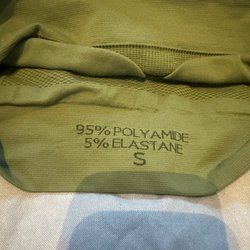 95% POLYAMIDE
5% ELASTANE
S